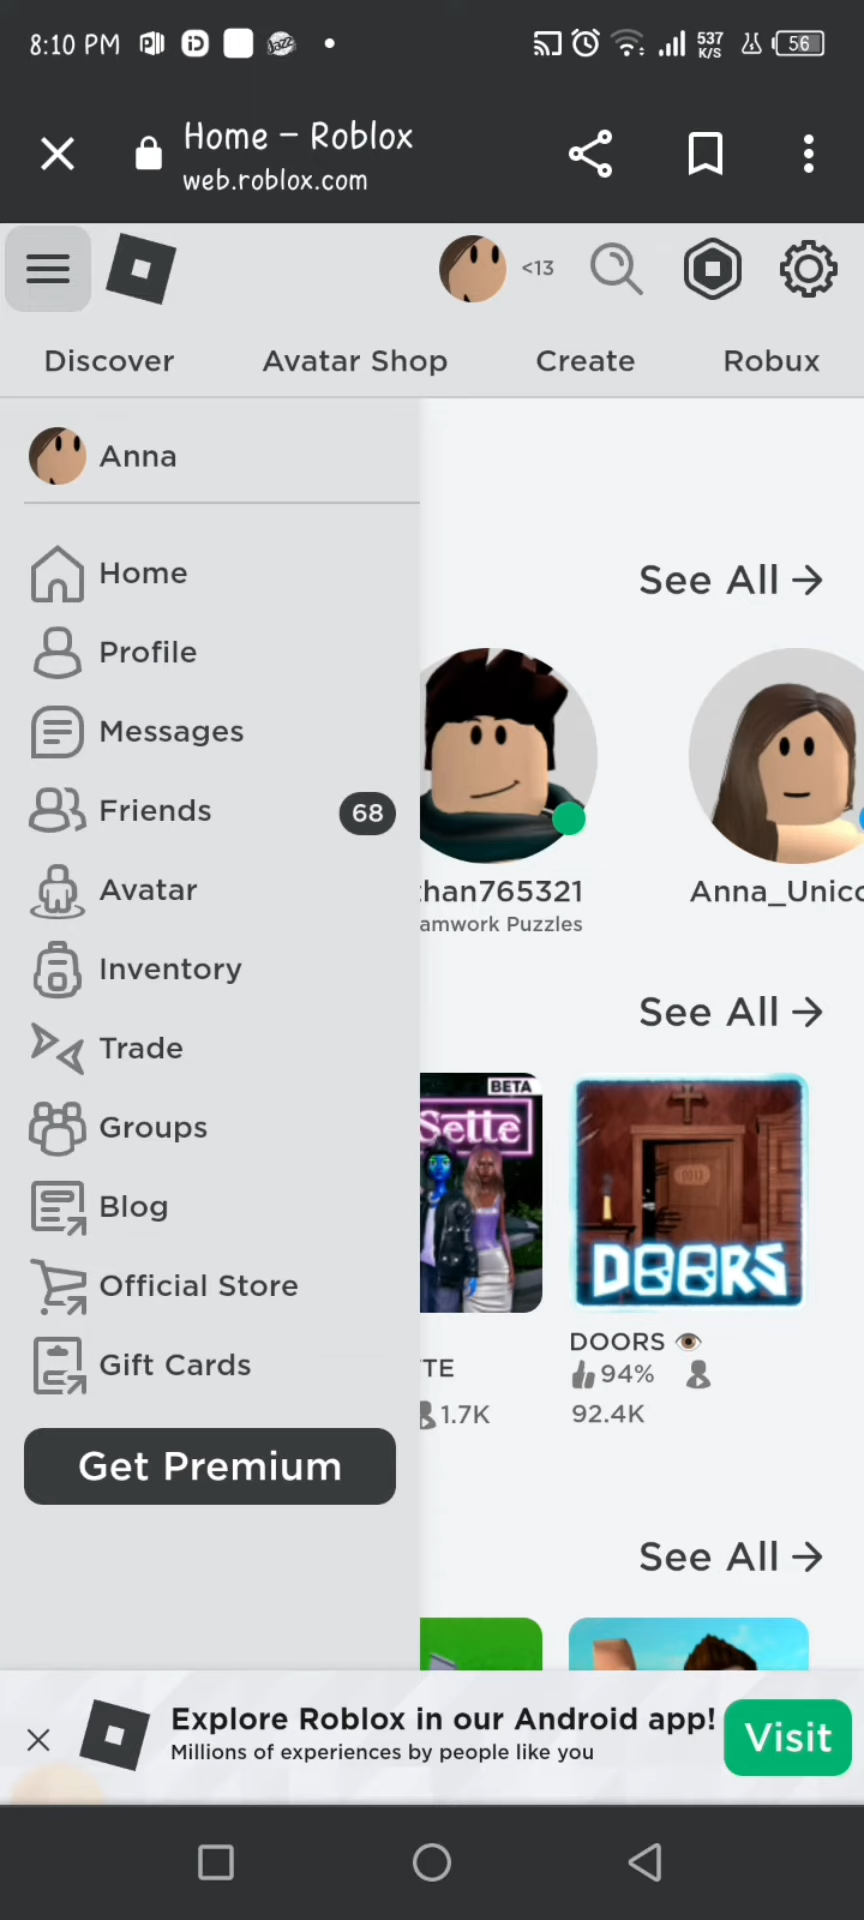 8:10 PM
537
K/S
56
Home – Roblox
web.roblox.com
<13
Discover
Avatar Shop
Create
Robux
Anna
Home
Profile
Messages
Friends
68
Avatar
Inventory
Trade
Groups
Blog
Official Store
Gift Cards
Get Premium
See All →
than765321
amwork Puzzles
Anna_Unico
See All →
BETA
Sette
TE
1.7K
DOORS
DOORS 👁
94%
92.4K
See All →
Explore Roblox in our Android app!
Millions of experiences by people like you
Visit